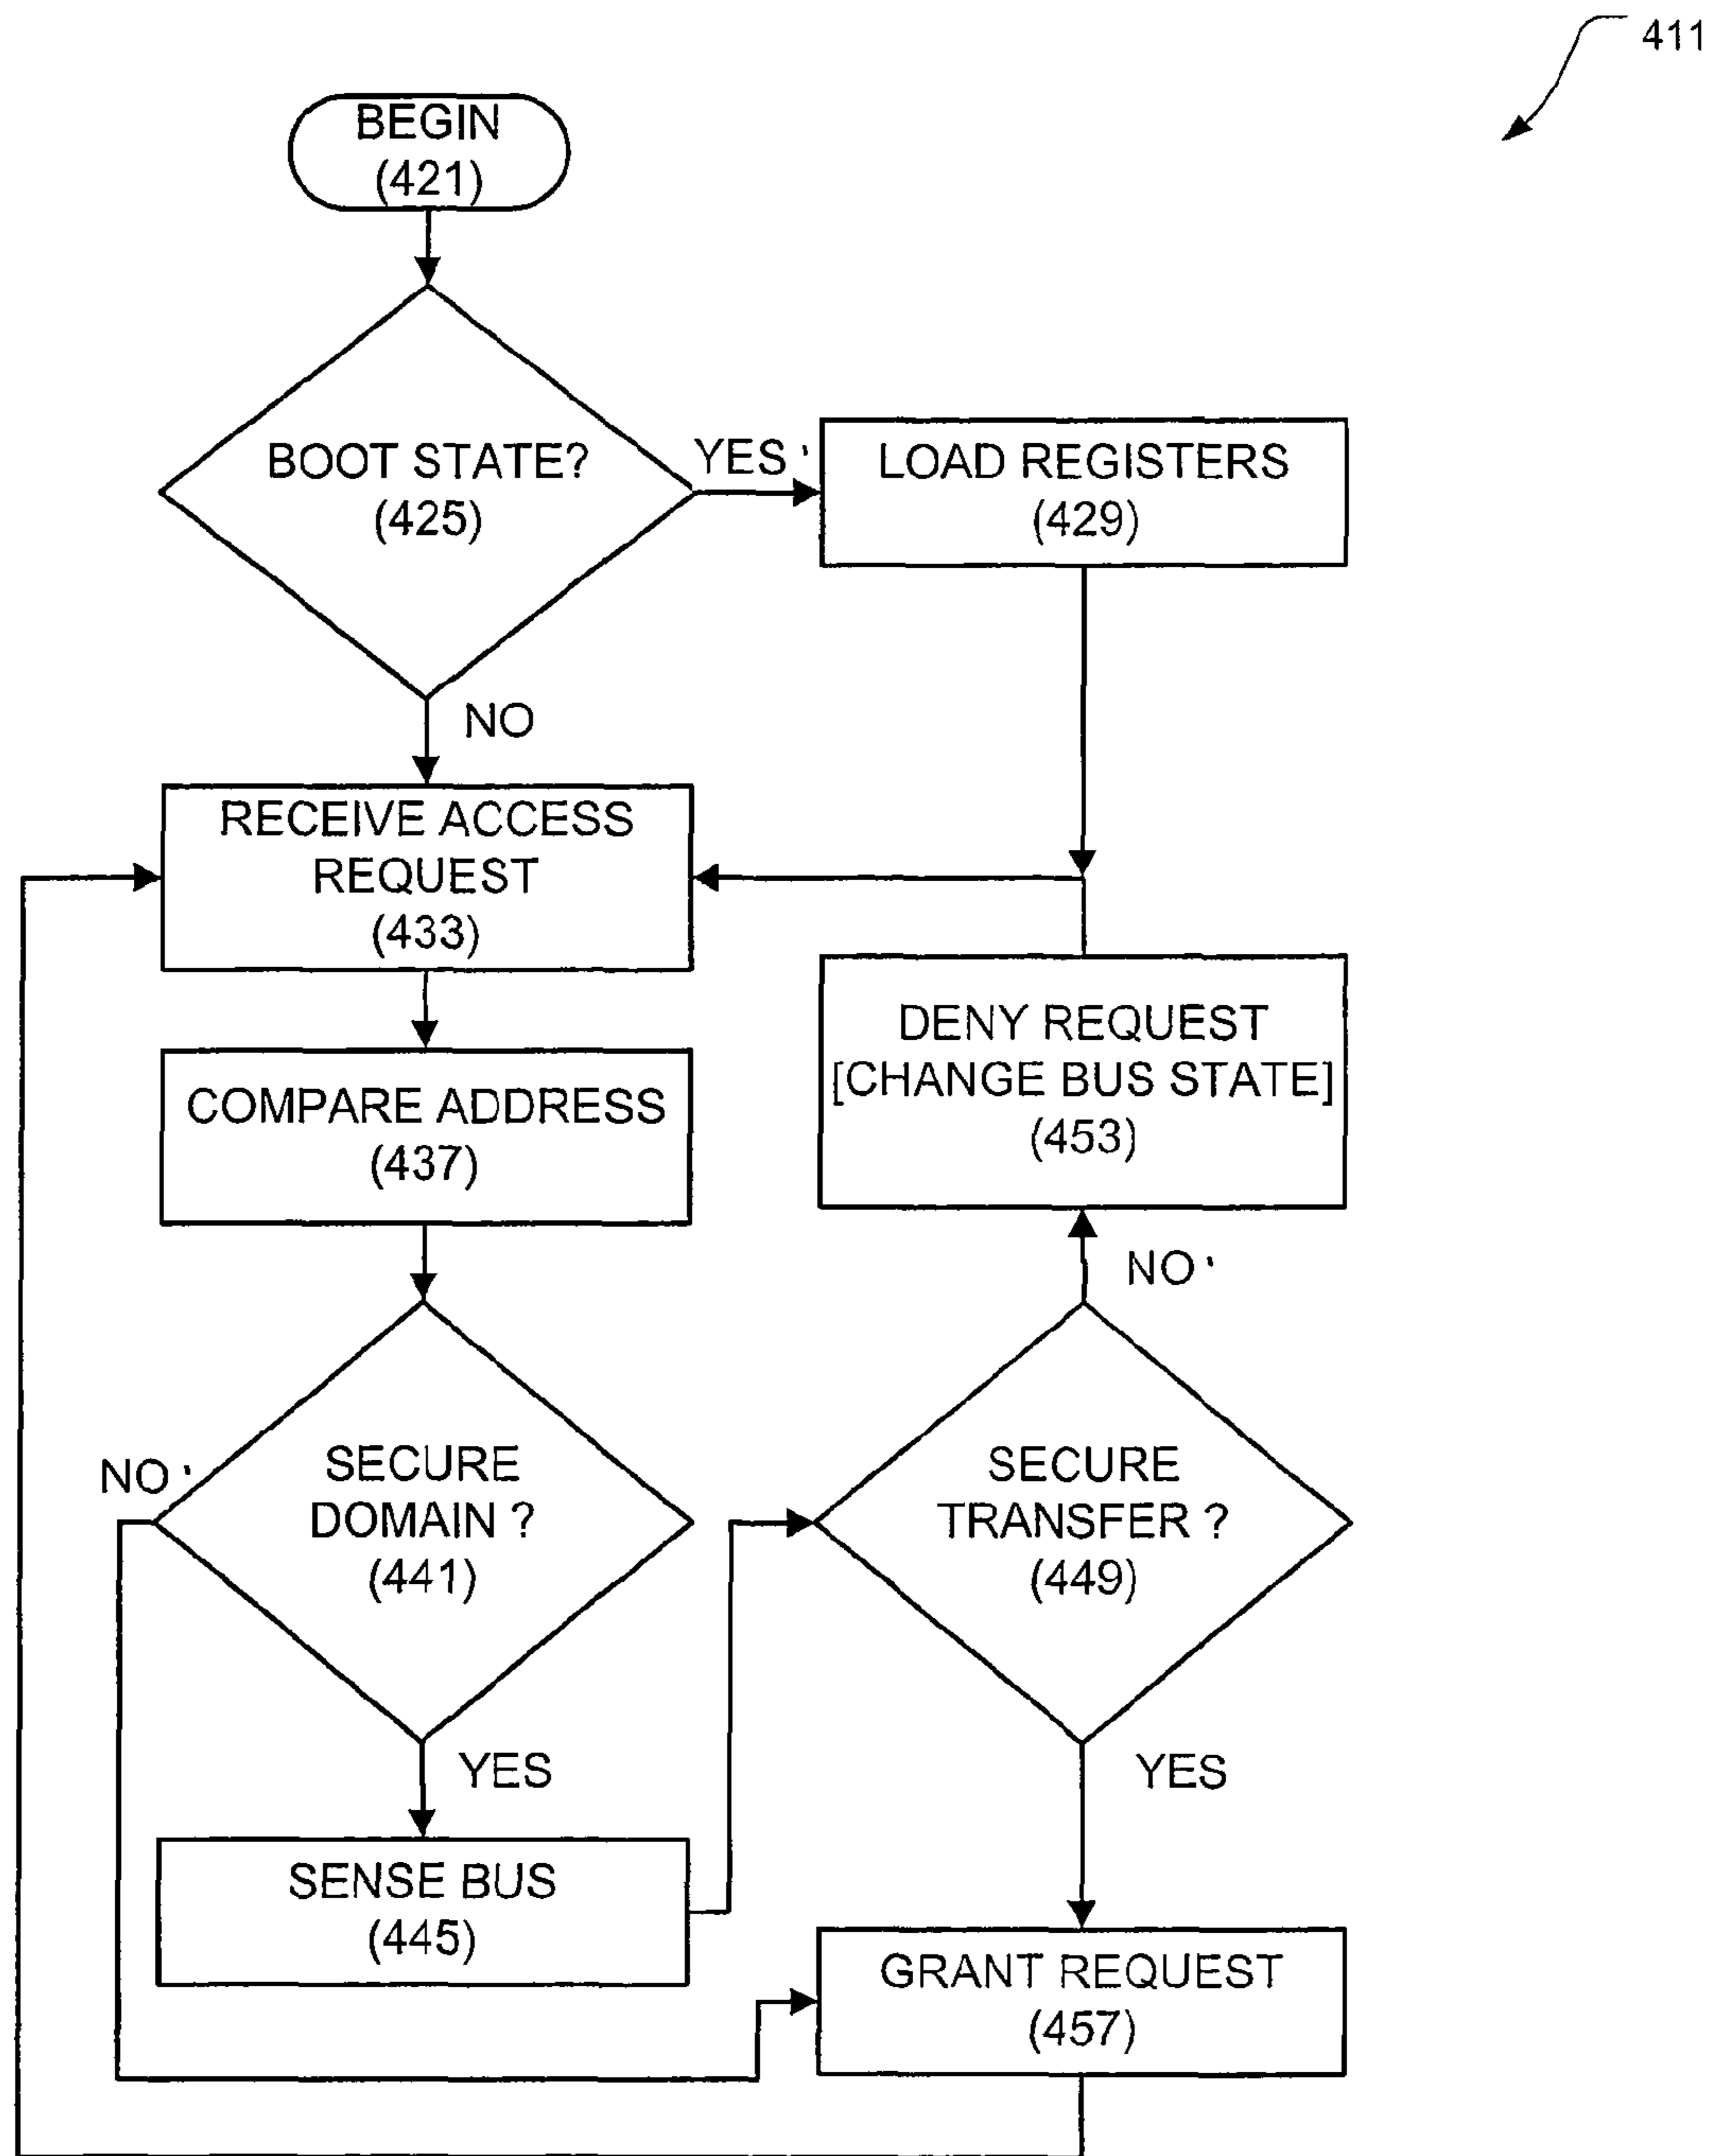 411
BEGIN
(421)
BOOT STATE?
(425)
YES
LOAD REGISTERS
(429)
NO
RECEIVE ACCESS
REQUEST
(433)
COMPARE ADDRESS
(437)
DENY REQUEST
[CHANGE BUS STATE]
(453)
NO
SECURE
DOMAIN ?
(441)
NO
SECURE
TRANSFER ?
(449)
YES
SENSE BUS
(445)
YES
GRANT REQUEST
(457)